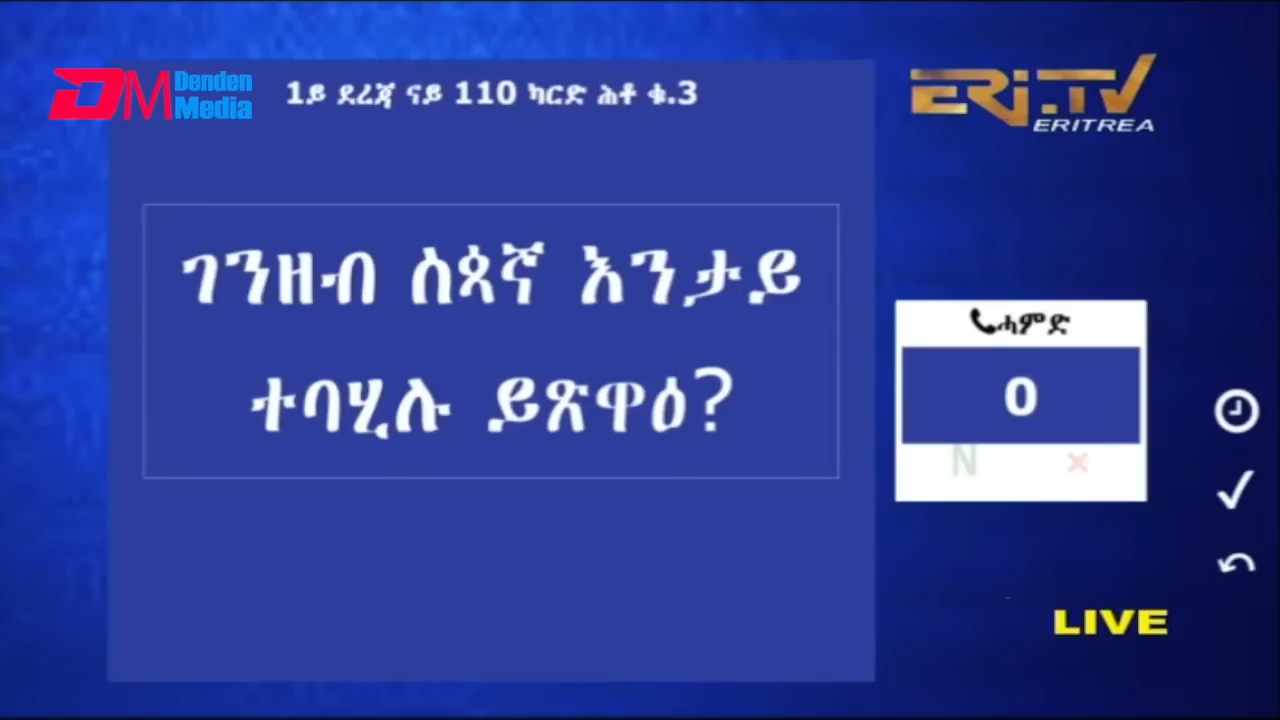 DM Denden
Media
1ይ ደረጃ ናይ 110 ካርድ ሕቶ ቁ.3
ERi.TV
ERITREA
ገንዘብ ስጳኛ እንታይ
ተባሂሉ ይጽዋዕ?
ሓምድ
0
N ×
LIVE